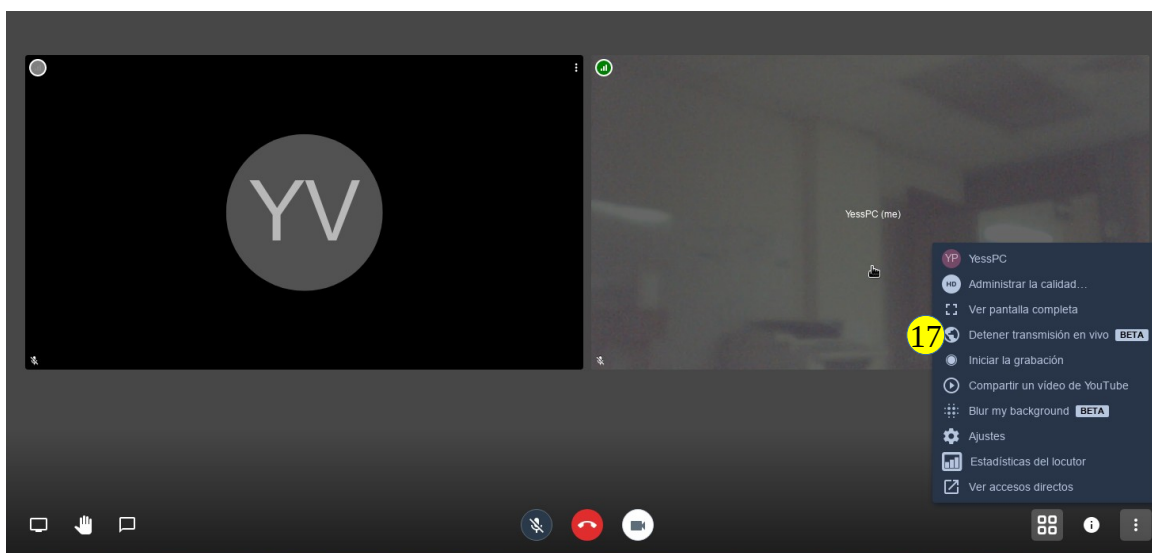 YV
YessPC (me)
YP YessPC
HD Administrar la calidad…
Ver pantalla completa
17 Detener transmisión en vivo BETA
Iniciar la grabación
Compartir un vídeo de YouTube
Blur my background BETA
Ajustes
Estadísticas del locutor
Ver accesos directos